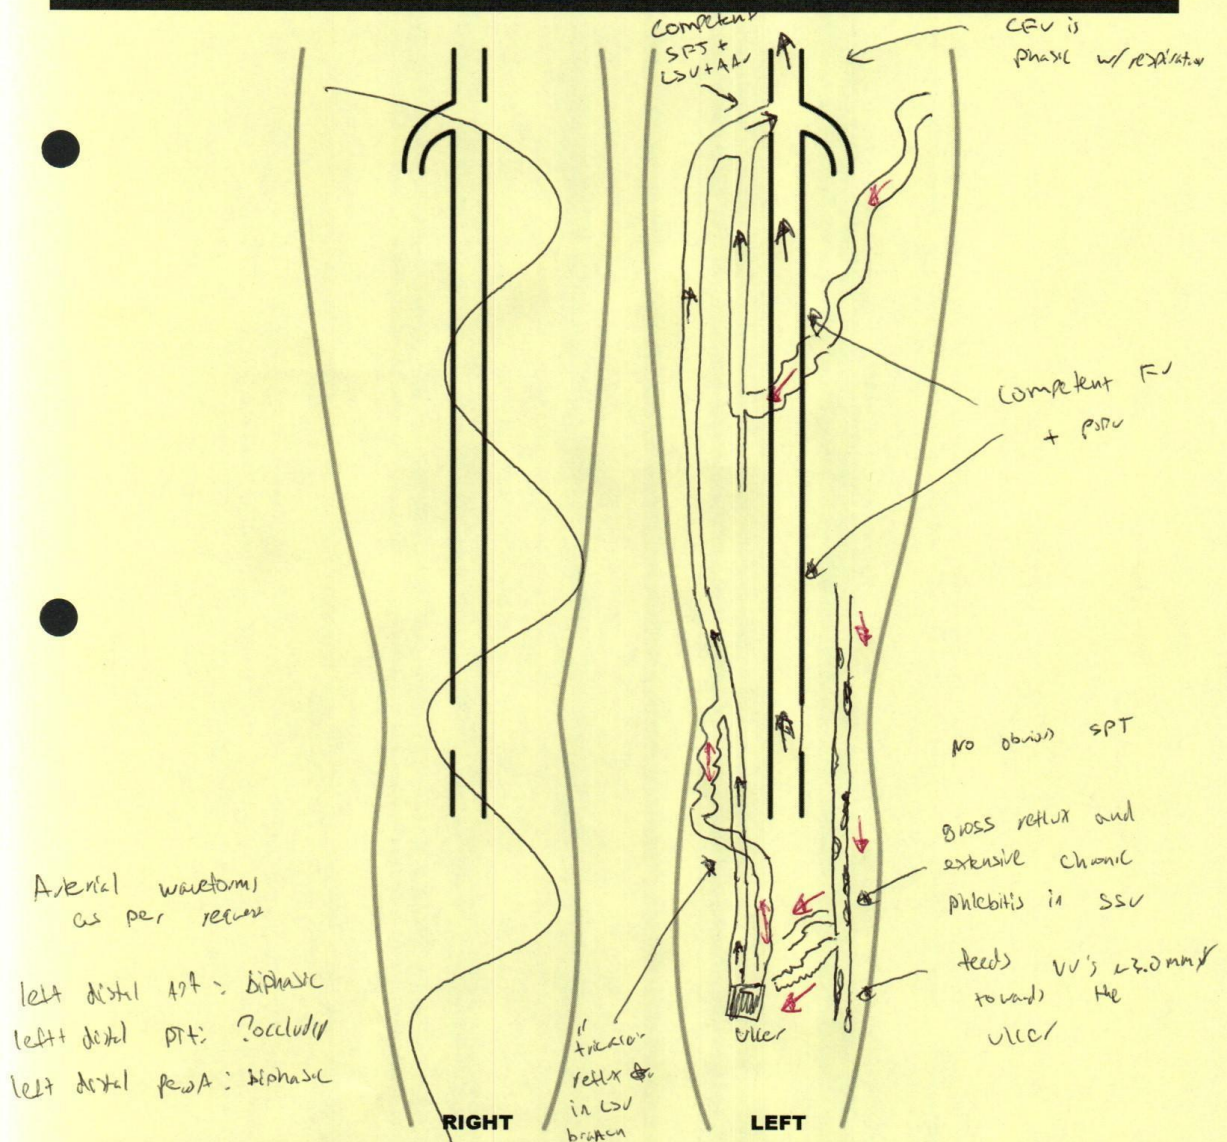 Competent
SFJ +
LSV + AAV
CFV is
phasic w/ respiration
Competent FV
+ POPV
No obvious SPT
gross reflux and
extensive chronic
phlebitis in SSV
feeds VV's
towards the
ulcer
Arterial waveforms
as per request
left distal ATA: Biphasic
left distal PTA: ?occluded
left distal PeroA: Biphasic
ulcer
reflux
in LSV
branch
RIGHT
LEFT